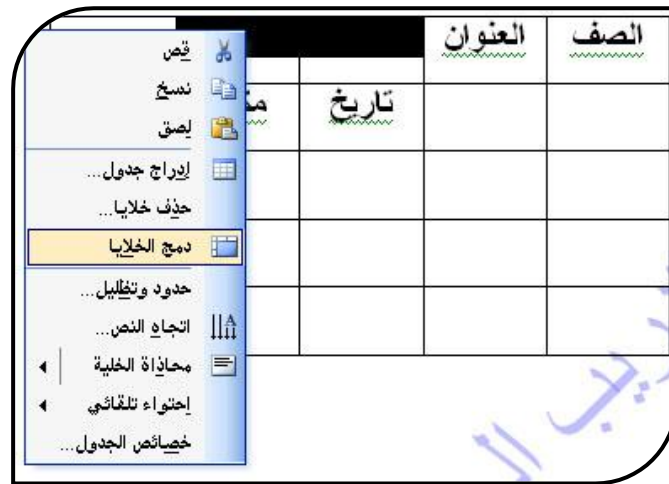 الصف العنوان
تاريخ
قص
نسخ
لصق
إدراج جدول...
حذف خلايا...
دمج الخلايا
حدود وتظليل...
اتجاه النص...
محاذاة الخلية
إحتواء تلقائي
خصائص الجدول...